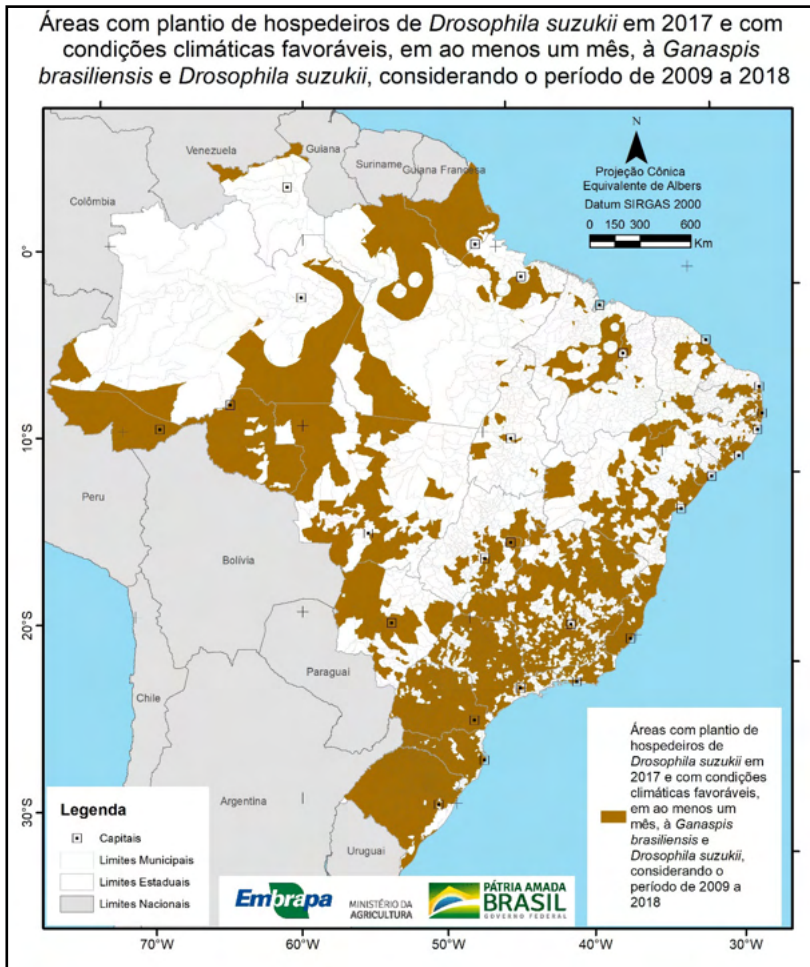 Áreas com plantio de hospedeiros de Drosophila suzukii em 2017 e com
condições climáticas favoráveis, em ao menos um mês, à Ganaspis
brasiliensis e Drosophila suzukii, considerando o período de 2009 a 2018
Venezuela
Guiana
Suriname
Guiana Francesa
Colômbia
N
Projeção Cônica
Equivalente de Albers
Datum SIRGAS 2000
0 150 300 600
Km
0°
10°S
Peru
Bolívia
20°S
Paraguai
Chile
Argentina
30°S
Uruguai
Legenda
Capitais
Limites Municipais
Limites Estaduais
Limites Nacionais
Embrapa
MINISTÉRIO DA
AGRICULTURA
PÁTRIA AMADA
BRASIL
GOVERNO FEDERAL
Áreas com plantio de
hospedeiros de
Drosophila suzukii em
2017 e com condições
climáticas favoráveis,
em ao menos um
mês, à Ganaspis
brasiliensis e
Drosophila suzukii,
considerando o
período de 2009 a
2018
70°W
60°W
50°W
40°W
30°W